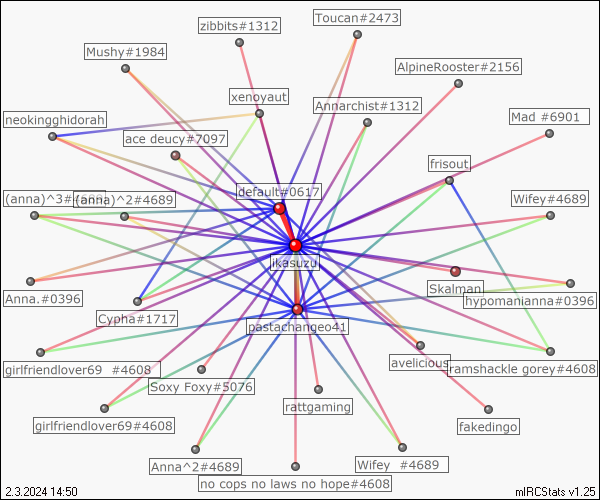 Toucan#2473
zibbits#1312
Mushy#1984
AlpineRooster#2156
xenoyaut
Annarchist#1312
neokingghidorah
Mad #6901
ace deucy#7097
frisout
default#0617
(anna)^3#4689
(anna)^2#4689
Wifey#4689
ikasuzu
Skalman
Anna.#0396
hypomanianna#0396
Cypha#1717
pastachangeo41
avelicious
girlfriendlover69 #4608
ramshackle gorey#4608
Soxy Foxy#5076
rattgaming
girlfriendlover69#4608
fakedingo
Anna^2#4689
Wifey #4689
no cops no laws no hope#4608
2.3.2024 14:50
mIRCStats v1.25